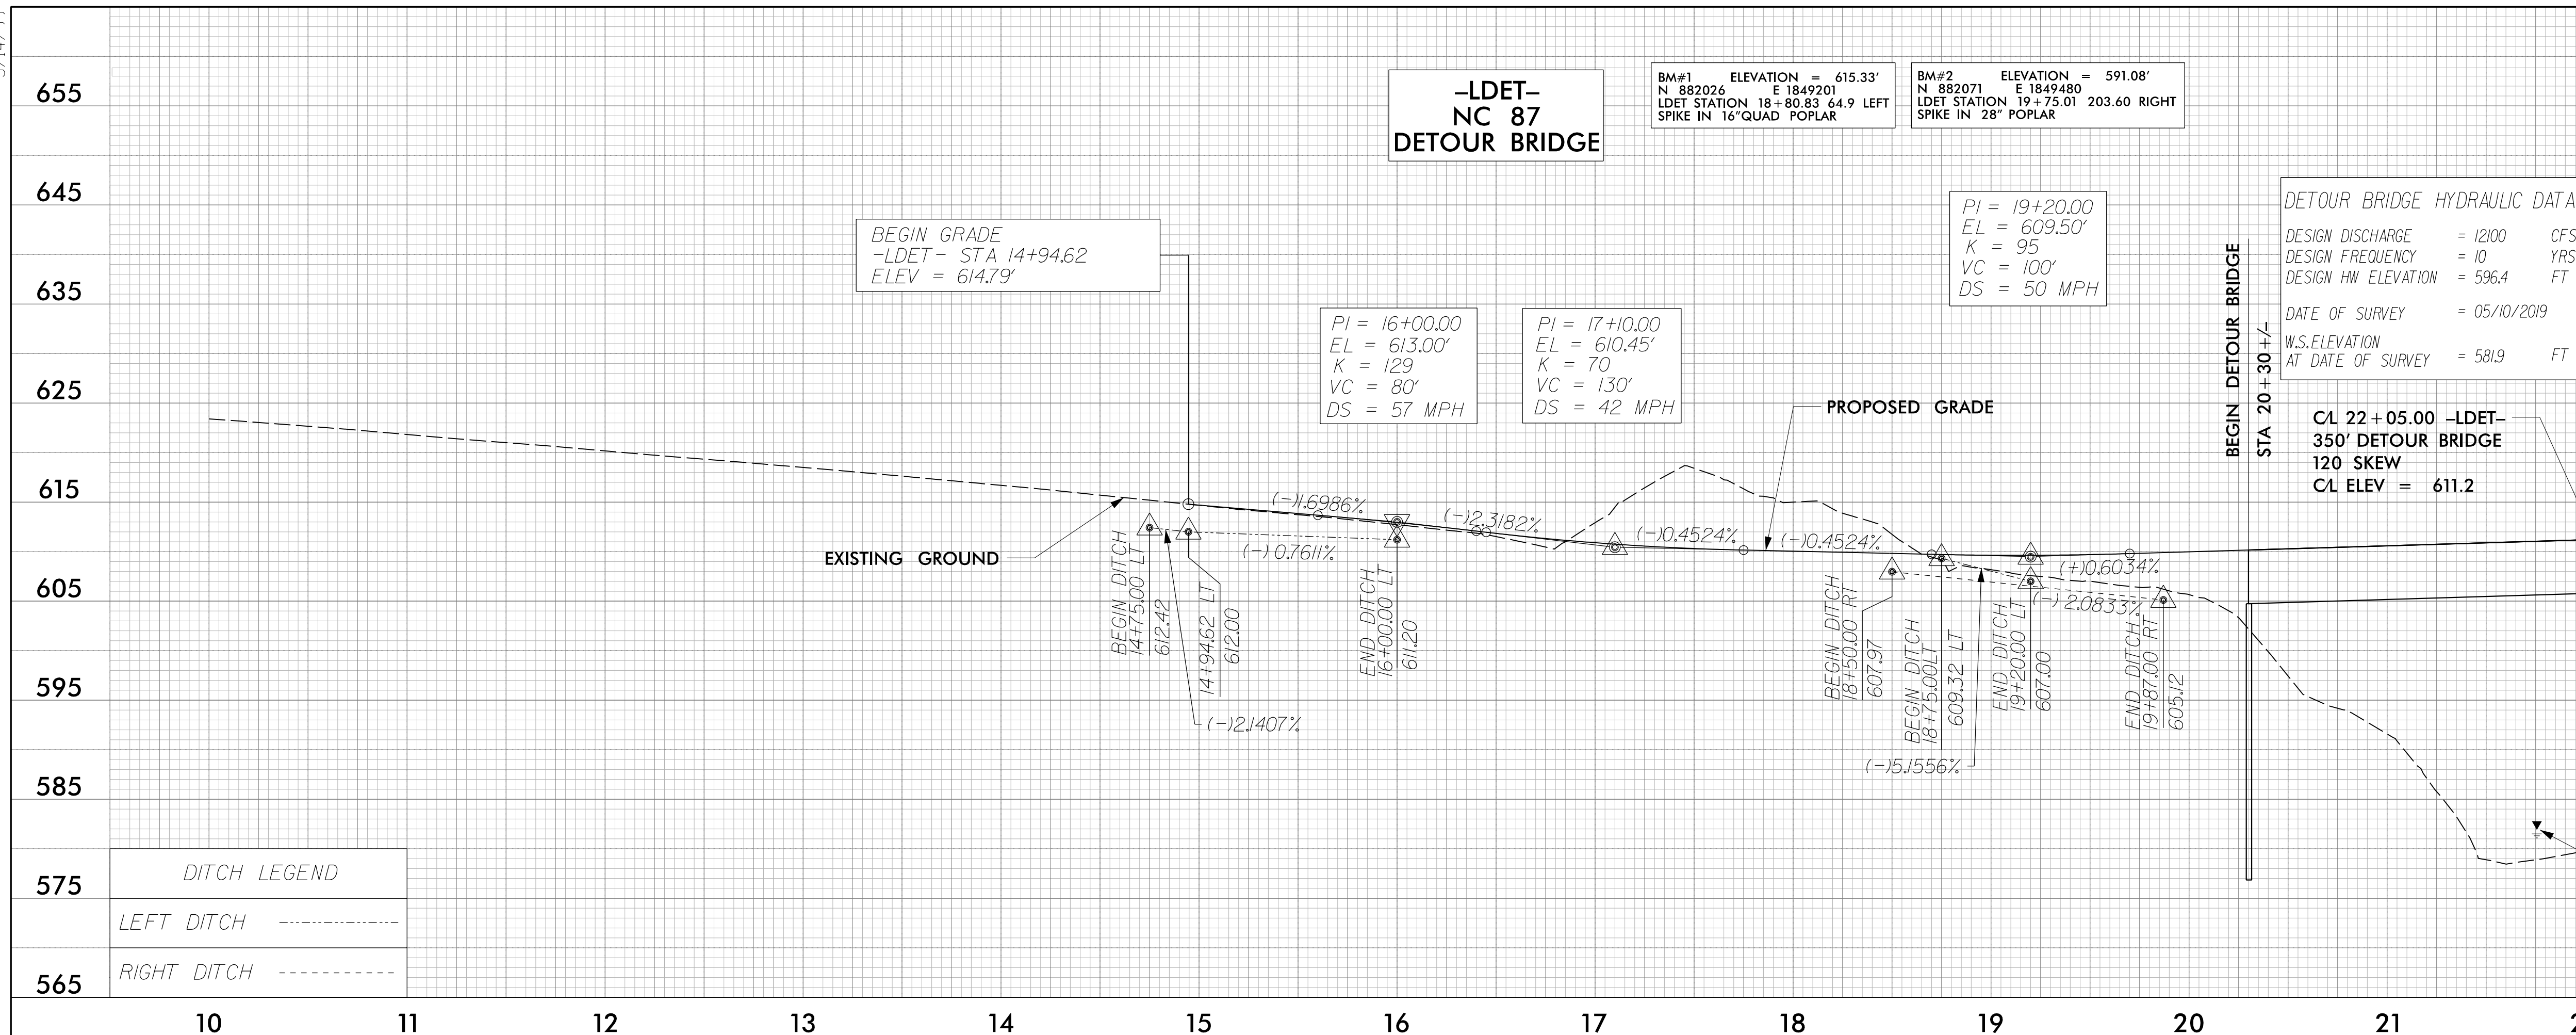 655
645
635
625
615
605
595
585
575
565
–LDET–
NC 87
DETOUR BRIDGE
BM#1 ELEVATION = 615.33'
N 882026 E 1849201
LDET STATION 18+80.83 64.9 LEFT
SPIKE IN 16"QUAD POPLAR
BM#2 ELEVATION = 591.08'
N 882071 E 1849480
LDET STATION 19+75.01 203.60 RIGHT
SPIKE IN 28" POPLAR
BEGIN GRADE
-LDET- STA 14+94.62
ELEV = 614.79'
PI = 16+00.00
EL = 613.00'
K = 129
VC = 80'
DS = 57 MPH
PI = 17+10.00
EL = 610.45'
K = 70
VC = 130'
DS = 42 MPH
PI = 19+20.00
EL = 609.50'
K = 95
VC = 100'
DS = 50 MPH
BEGIN DETOUR BRIDGE
STA 20+30+/-
DETOUR BRIDGE HYDRAULIC DATA
DESIGN DISCHARGE = 12100 CFS
DESIGN FREQUENCY = 10 YRS
DESIGN HW ELEVATION = 596.4 FT
DATE OF SURVEY = 05/10/2019
W.S.ELEVATION
AT DATE OF SURVEY = 581.9 FT
C/L 22+05.00 –LDET–
350' DETOUR BRIDGE
120 SKEW
C/L ELEV = 611.2
PROPOSED GRADE
EXISTING GROUND
(-)1.6986%
(-)2.3182%
(-)0.4524%
(-)0.4524%
(+)0.6034%
(-)0.7611%
(-)2.0833%
(-)2.1407%
(-)5.1556%
BEGIN DITCH
14+75.00 LT
612.42
14+94.62 LT
612.00
END DITCH
16+00.00 LT
611.20
BEGIN DITCH
18+50.00 RT
607.97
BEGIN DITCH
18+75.00LT
609.32 LT
END DITCH
19+20.00 LT
607.00
END DITCH
19+87.00 RT
605.12
DITCH LEGEND
LEFT DITCH
RIGHT DITCH
10 11 12 13 14 15 16 17 18 19 20 21